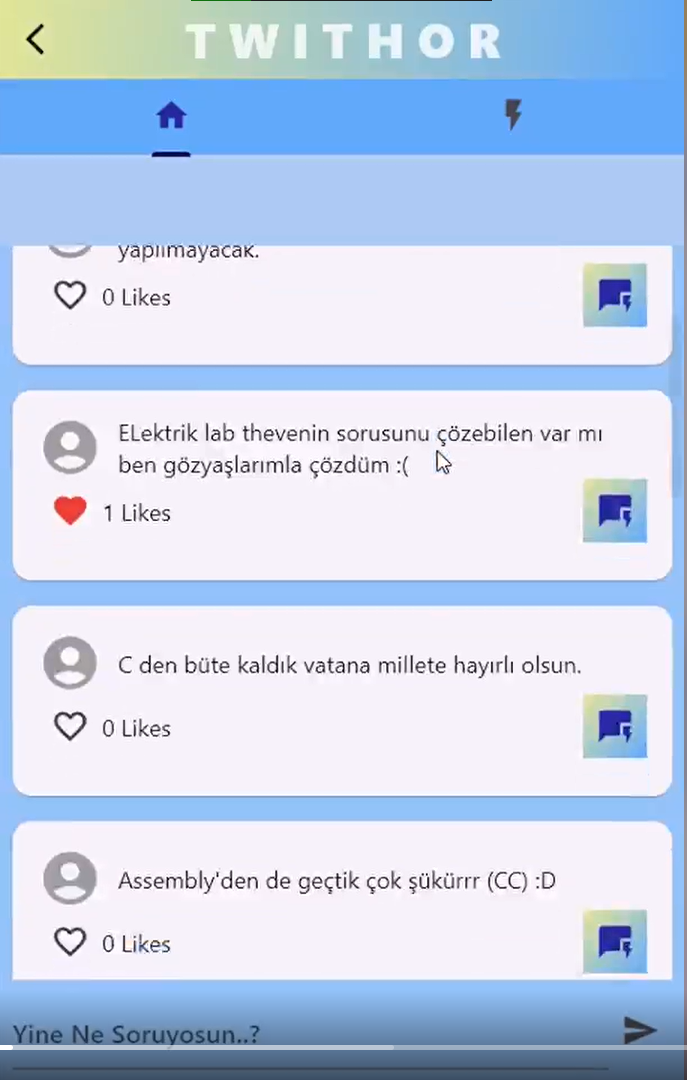 TWITHOR
yapılmayacak.
0 Likes
ELektrik lab thevenin sorusunu çözebilen var mı
ben gözyaşlarımla çözdüm :(
1 Likes
C den büte kaldık vatana millete hayırlı olsun.
0 Likes
Assembly'den de geçtik çok şükürrr (CC) :D
0 Likes
Yine Ne Soruyosun..?